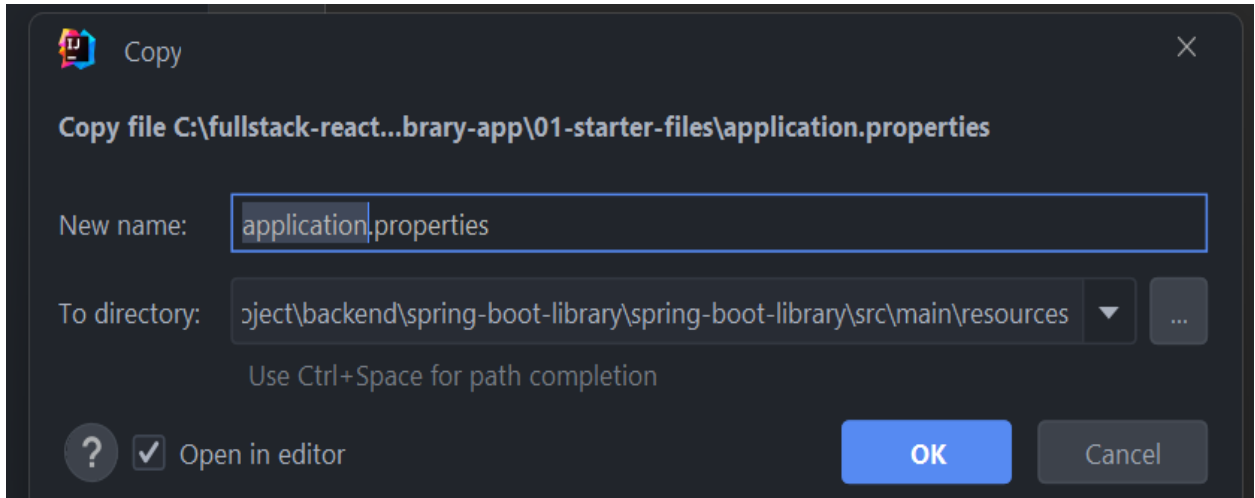 IJ
Copy
Copy file C:\fullstack-react...brary-app\01-starter-files\application.properties
New name: application.properties
To directory: oject\backend\spring-boot-library\spring-boot-library\src\main\resources ...
Use Ctrl+Space for path completion
? Open in editor OK Cancel